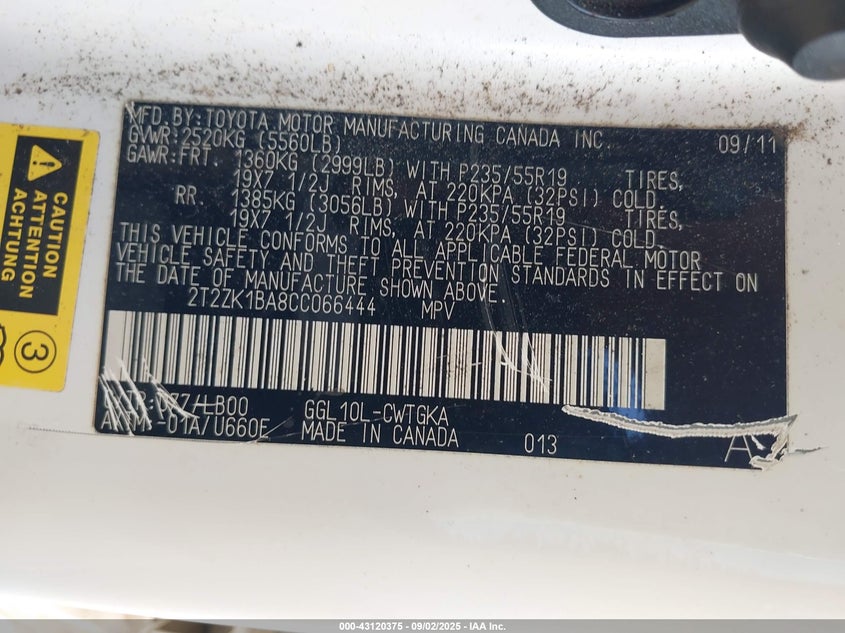 MFD. BY: TOYOTA MOTOR MANUFACTURING CANADA INC. 09/11
GVWR: 2520KG (5560LB)
GAWR: FRT. 1360KG (2999LB) WITH P235/55R19 TIRES,
19X7 1/2J RIMS, AT 220KPA (32PSI) COLD.
RR. 1385KG (3056LB) WITH P235/55R19 TIRES,
19X7 1/2J RIMS, AT 220KPA (32PSI) COLD.
THIS VEHICLE CONFORMS TO ALL APPLICABLE FEDERAL MOTOR
VEHICLE SAFETY AND THEFT PREVENTION STANDARDS IN EFFECT ON
THE DATE OF MANUFACTURE SHOWN ABOVE.
2T2ZK1BA8CC066444 MPV
077/LB00 GGL10L-CWTGKA
-01A/U660F MADE IN CANADA 013
CAUTION
ATTENTION
ACHTUNG
3
000-43120375 - 09/02/2025 - IAA Inc.